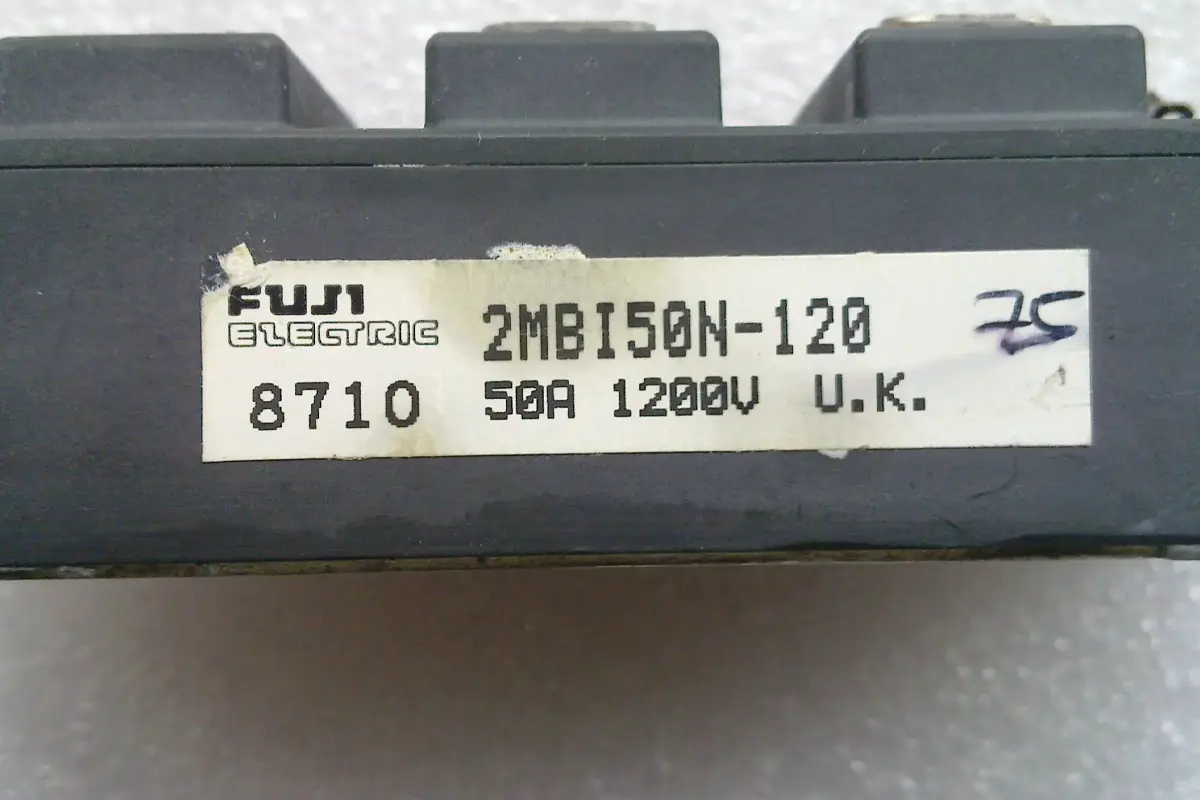 FUJI
ELECTRIC
2MBI50N-120
75
8710
50A 1200V U.K.